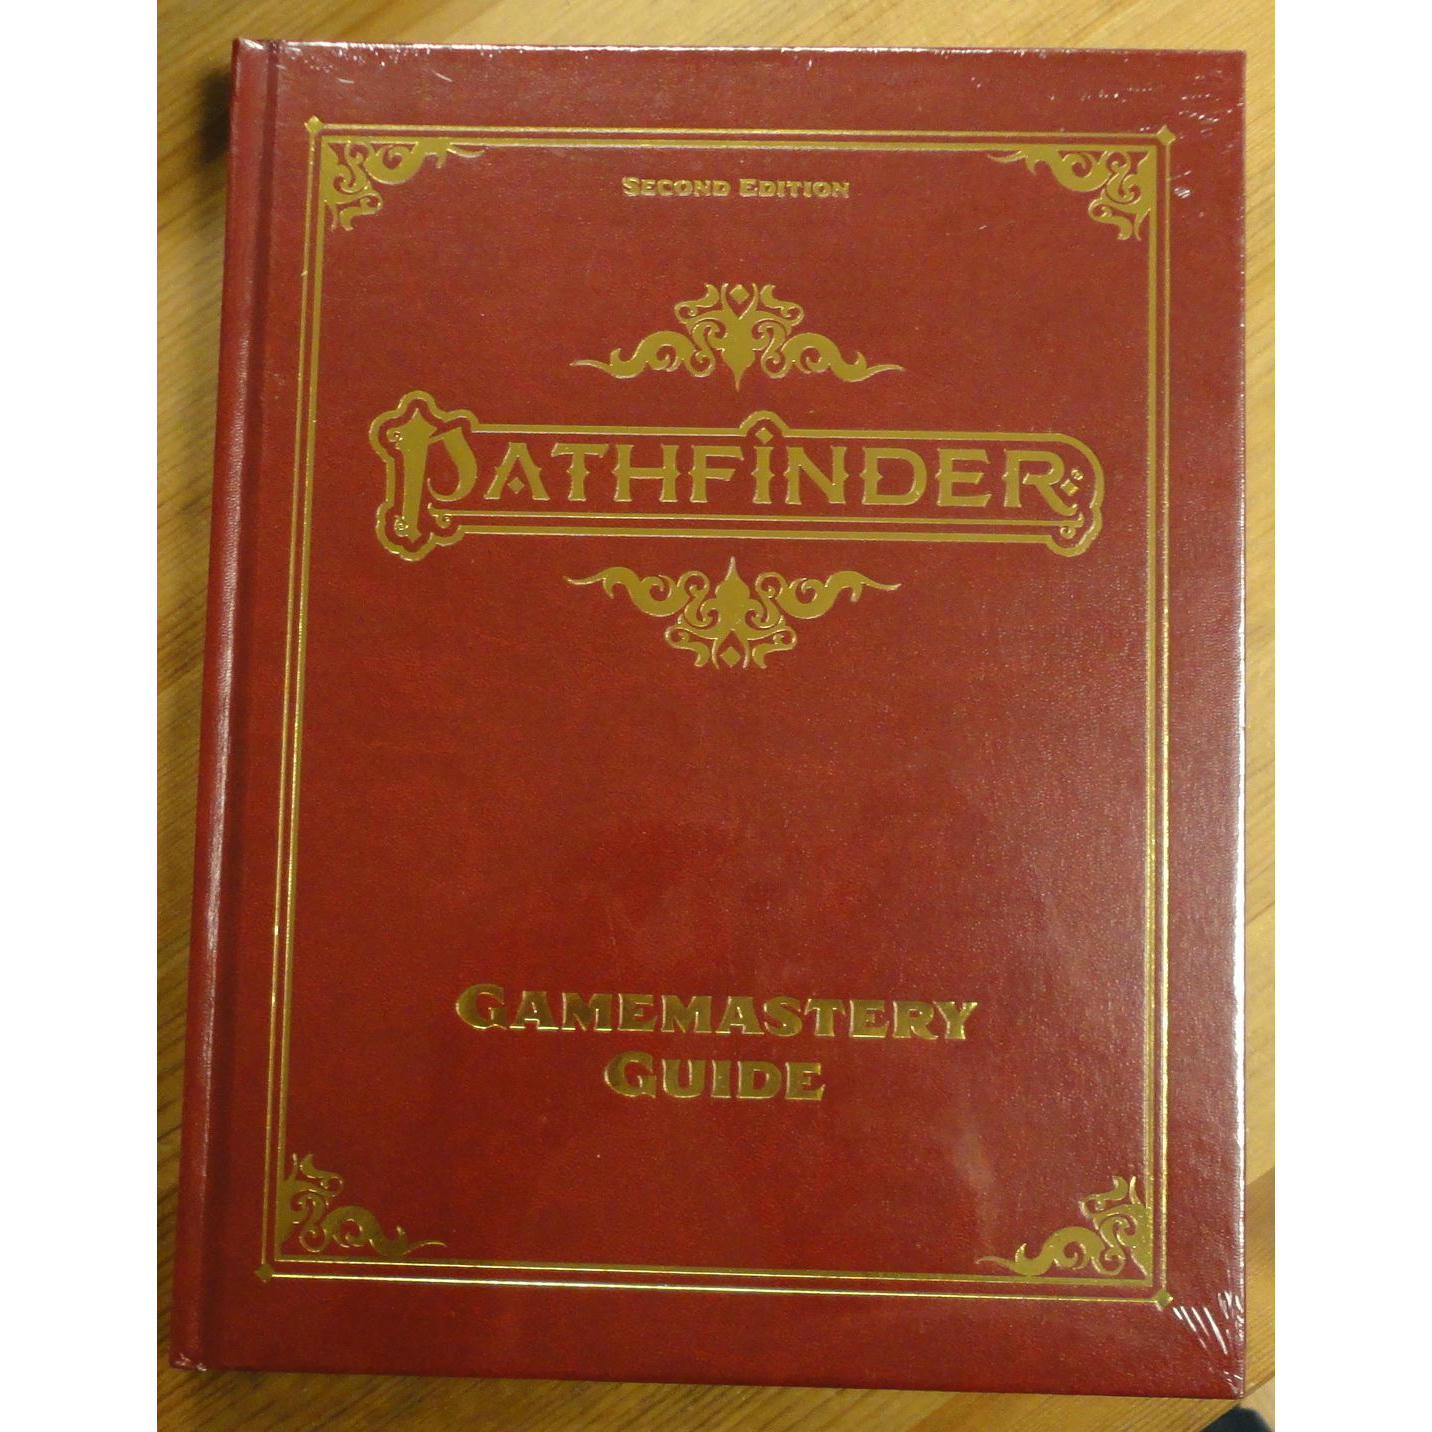 Second Edition
Pathfinder
Gamemastery
Guide